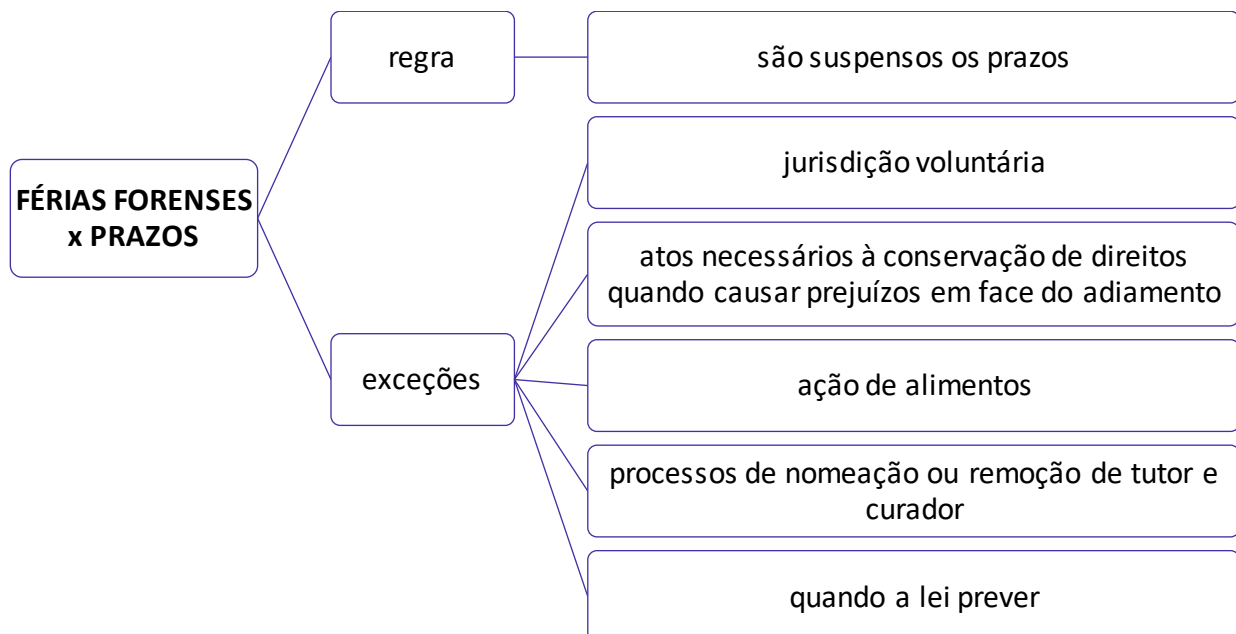 FÉRIAS FORENSES
x PRAZOS
regra
são suspensos os prazos
exceções
jurisdição voluntária
atos necessários à conservação de direitos
quando causar prejuízos em face do adiamento
ação de alimentos
processos de nomeação ou remoção de tutor e
curador
quando a lei prever